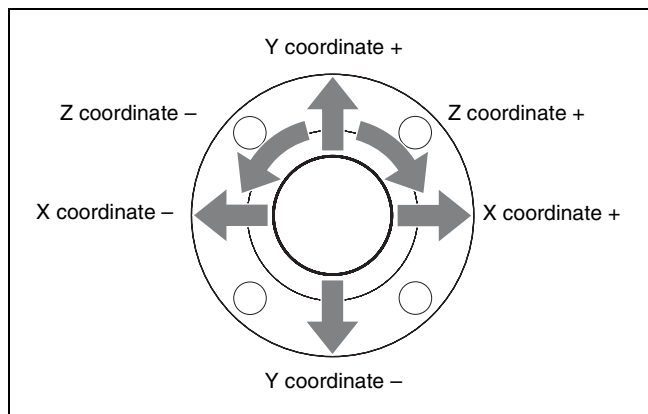 Y coordinate +
Z coordinate –
Z coordinate +
X coordinate –
X coordinate +
Y coordinate –